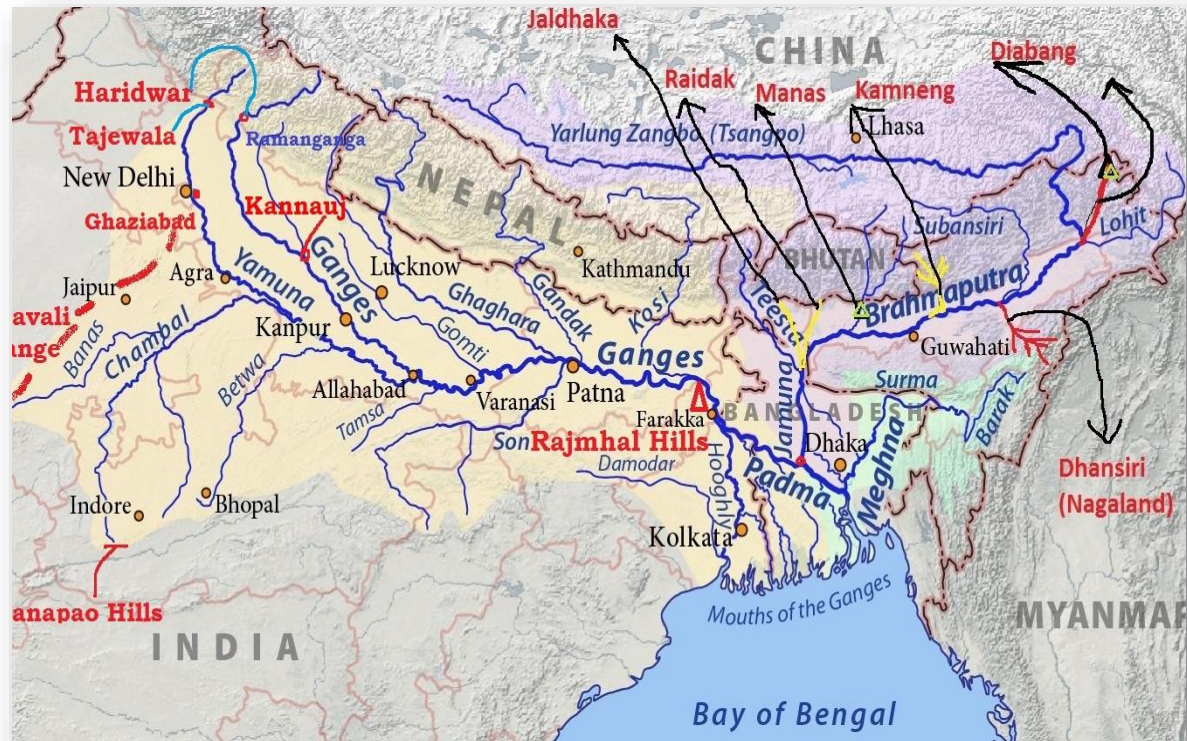 Jaldhaka
CHINA
Diabang
Raidak
Manas
Kamneng
Haridwar
Tajewala
Ramanganga
Yarlung Zangbo (Tsangpo)
Lhasa
New Delhi
NEPAL
Ghaziabad
Kannauj
Subansiri
Lohit
BHUTAN
Jaipur
Agra
Yamuna
Ganges
Lucknow
Kathmandu
Ghaghara
Gandak
Kosi
Teesta
Brahmaputra
avali
ange
Banas
Chambal
Kanpur
Gomti
Betwa
Ganges
Guwahati
Allahabad
Varanasi
Patna
Surma
Tamsa
Farakka
BANGLADESH
Jamuna
Barak
Son
Rajmhal Hills
Dhaka
Damodar
Hooghly
Padma
Meghna
Dhansiri
(Nagaland)
Indore
Bhopal
Kolkata
anapao Hills
Mouths of the Ganges
INDIA
MYANMAR
Bay of Bengal